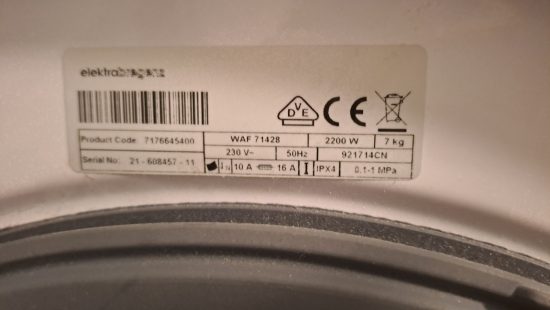 elektrabregenz
VDE CE
Product Code: 7176645400 WAF 71428 2200 W 7 kg
230 V~ 50Hz 921714CN
Serial No: 21 - 608457 - 11 10 A 16 A IPX4 0,1-1 MPa